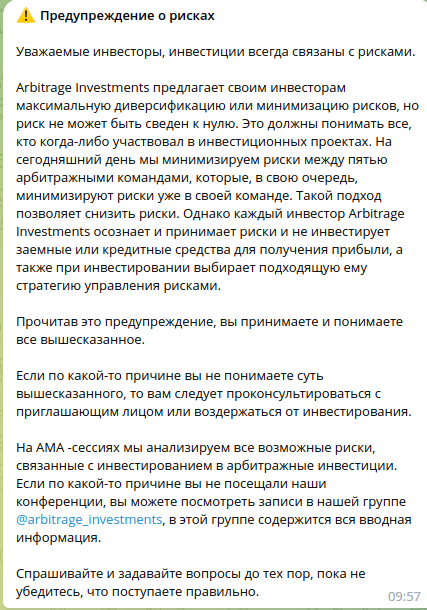 ⚠️ Предупреждение о рисках
Уважаемые инвесторы, инвестиции всегда связаны с рисками.
Arbitrage Investments предлагает своим инвесторам
максимальную диверсификацию или минимизацию рисков, но
риск не может быть сведен к нулю. Это должны понимать все,
кто когда-либо участвовал в инвестиционных проектах. На
сегодняшний день мы минимизируем риски между пятью
арбитражными командами, которые, в свою очередь,
минимизируют риски уже в своей команде. Такой подход
позволяет снизить риски. Однако каждый инвестор Arbitrage
Investments осознает и принимает риски и не инвестирует
заемные или кредитные средства для получения прибыли, а
также при инвестировании выбирает подходящую ему
стратегию управления рисками.
Прочитав это предупреждение, вы принимаете и понимаете
все вышесказанное.
Если по какой-то причине вы не понимаете суть
вышесказанного, то вам следует проконсультироваться с
приглашающим лицом или воздержаться от инвестирования.
На AMA -сессиях мы анализируем все возможные риски,
связанные с инвестированием в арбитражные инвестиции.
Если по какой-то причине вы не посещали наши
конференции, вы можете посмотреть записи в нашей группе
@arbitrage_investments, в этой группе содержится вся вводная
информация.
Спрашивайте и задавайте вопросы до тех пор, пока не
убедитесь, что поступаете правильно.
09:57